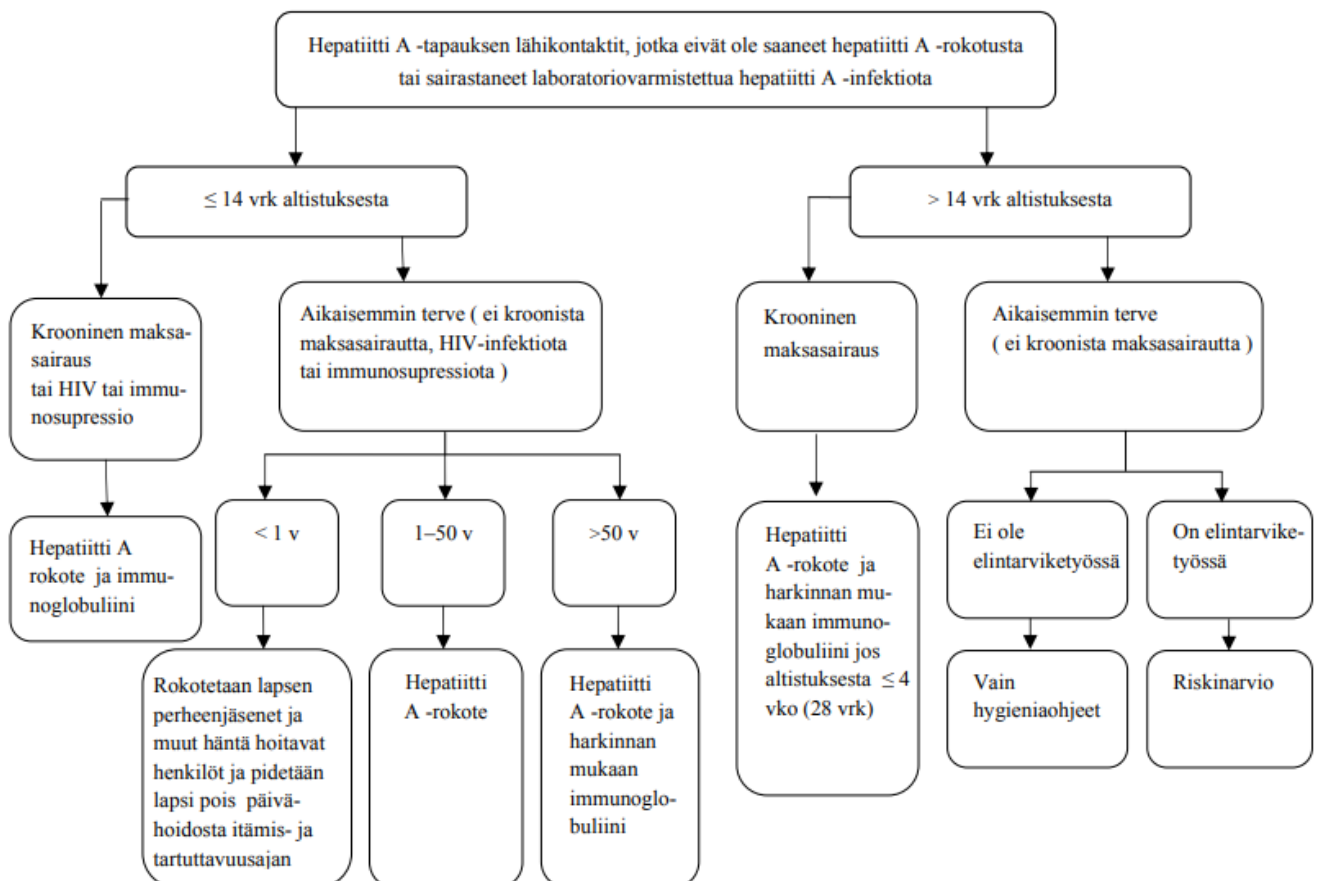 Hepatiitti A -tapauksen lähikontaktit, jotka eivät ole saaneet hepatiitti A -rokotusta
tai sairastaneet laboratoriovarmistettua hepatiitti A -infektiota
≤ 14 vrk altistuksesta
> 14 vrk altistuksesta
Krooninen maksa-
sairaus
tai HIV tai immu-
nosupressio
Aikaisemmin terve ( ei kroonista
maksasairautta, HIV-infektiota
tai immunosupressiota )
Krooninen
maksasairaus
Aikaisemmin terve
( ei kroonista maksasairautta )
Hepatiitti A
rokote ja immu-
noglobuliini
< 1 v
1–50 v
>50 v
Hepatiitti
A -rokote ja
harkinnan mu-
kaan immuno-
globuliini jos
altistuksesta ≤ 4
vko (28 vrk)
Ei ole
elintarviketyössä
On elintarvike-
työssä
Rokotetaan lapsen
perheenjäsenet ja
muut häntä hoitavat
henkilöt ja pidetään
lapsi pois päivä-
hoidosta itämis- ja
tartuttavuusajan
Hepatiitti
A -rokote
Hepatiitti
A -rokote ja
harkinnan
mukaan
immunoglo-
buliini
Vain
hygieniaohjeet
Riskinarvio